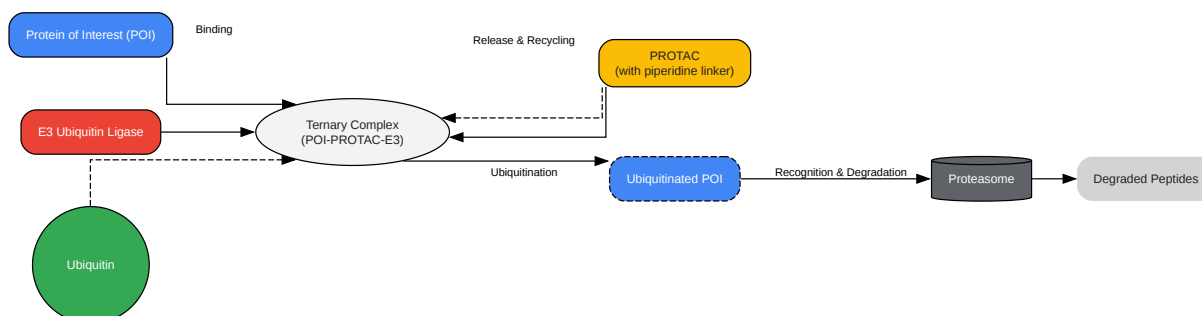 Protein of Interest (POI)
Binding
Release & Recycling
PROTAC
(with piperidine linker)
E3 Ubiquitin Ligase
Ternary Complex
(POI-PROTAC-E3)
Ubiquitination
Ubiquitinated POI
Recognition & Degradation
Proteasome
Degraded Peptides
Ubiquitin